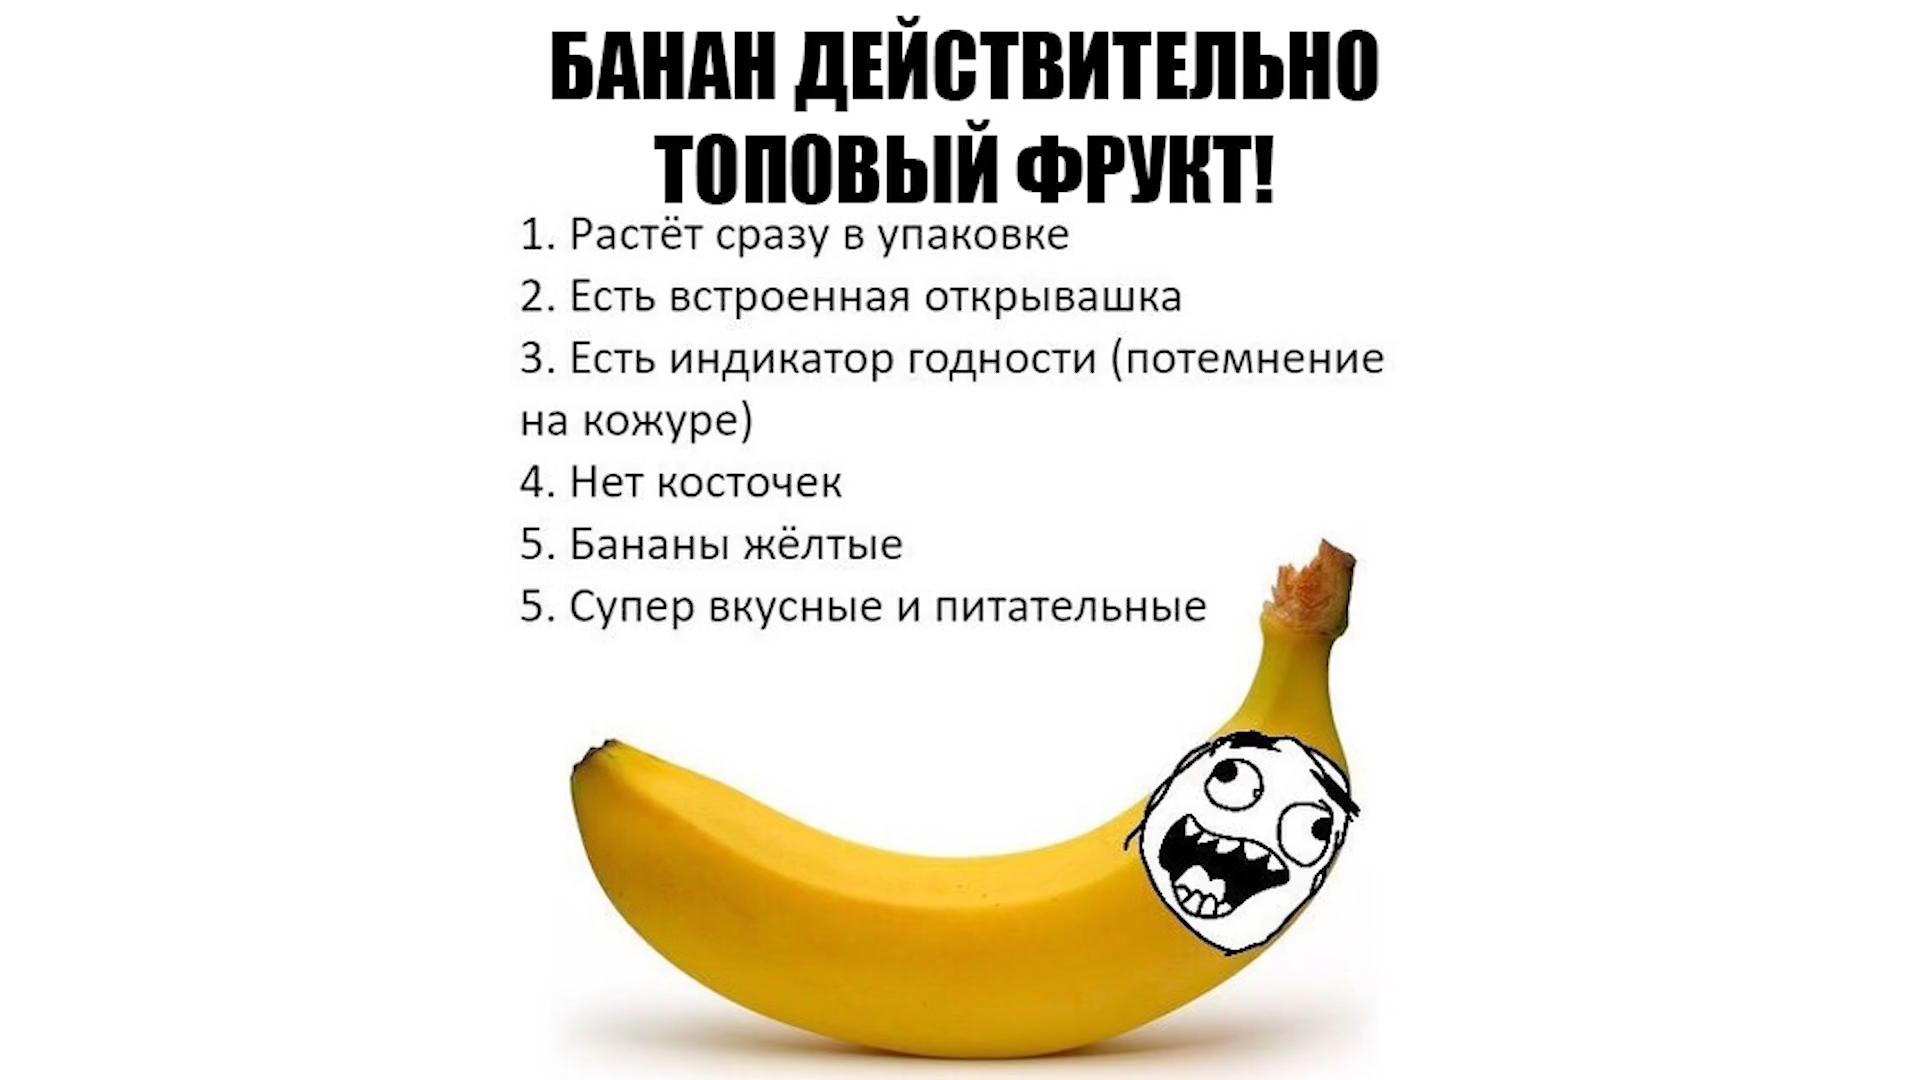 БАНАН ДЕЙСТВИТЕЛЬНО
ТОПОВЫЙ ФРУКТ!
1. Растёт сразу в упаковке
2. Есть встроенная открывашка
3. Есть индикатор годности (потемнение
на кожуре)
4. Нет косточек
5. Бананы жёлтые
5. Супер вкусные и питательные